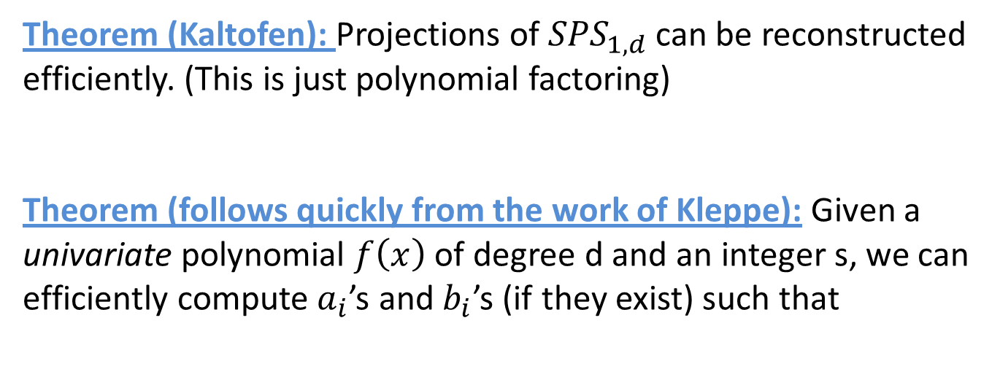 Theorem (Kaltofen): Projections of $SPS_{1,d}$ can be reconstructed
efficiently. (This is just polynomial factoring)
Theorem (follows quickly from the work of Kleppe): Given a
univariate polynomial $f(x)$ of degree d and an integer s, we can
efficiently compute $a_i$’s and $b_i$’s (if they exist) such that